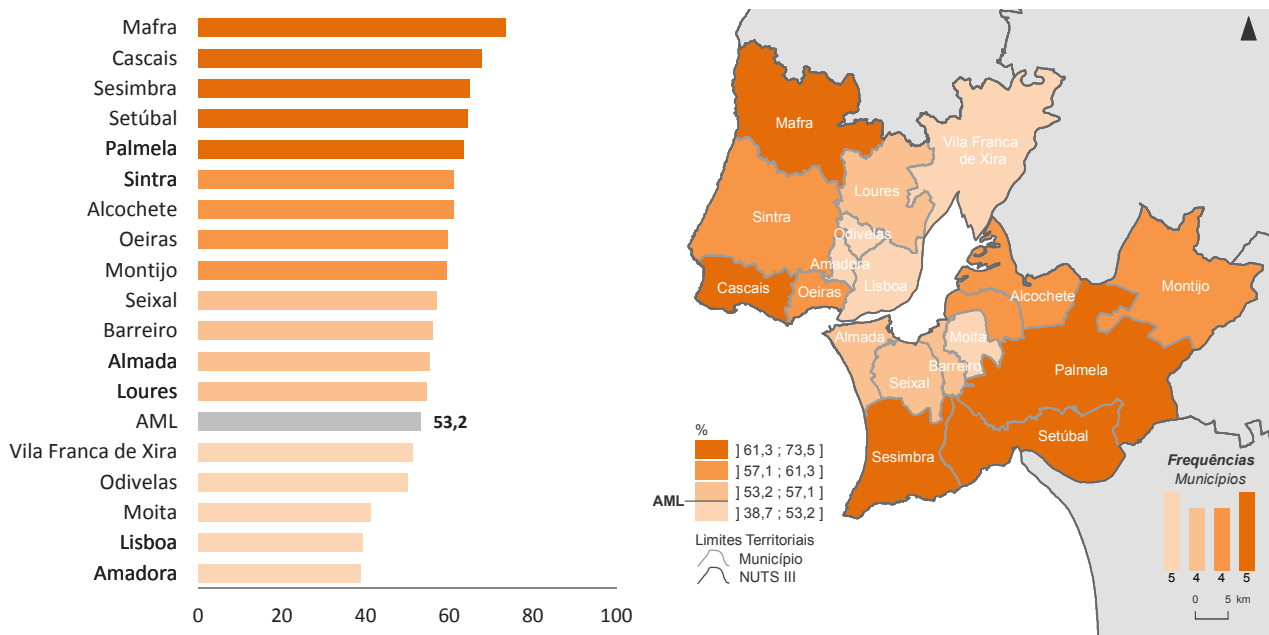 Mafra
Cascais
Sesimbra
Setúbal
Palmela
Sintra
Alcochete
Oeiras
Montijo
Seixal
Barreiro
Almada
Loures
AML 53,2
Vila Franca de Xira
Odivelas
Moita
Lisboa
Amadora
0 20 40 60 80 100
Mafra
Vila Franca
de Xira
Loures
Sintra
Odivelas
Amadora
Lisboa
Cascais
Oeiras
Alcochete
Montijo
Almada
Moita
Barreiro
Seixal
Palmela
Setúbal
Sesimbra
%
] 61,3 ; 73,5 ]
] 57,1 ; 61,3 ]
] 53,2 ; 57,1 ]
AML
] 38,7 ; 53,2 ]
Limites Territoriais
Município
NUTS III
Frequências
Municípios
5 4 4 5
0 5 km